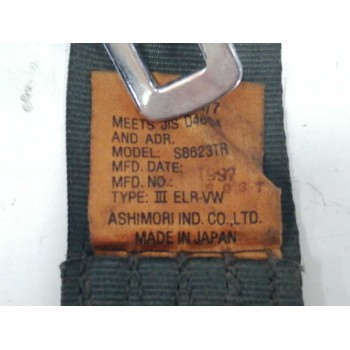 MEETS JIS D4604
AND ADR.
MODEL: S8623TR
MFD. DATE: 1997
MFD. NO.:
TYPE: III ELR-VW
ASHIMORI IND. CO., LTD.
MADE IN JAPAN